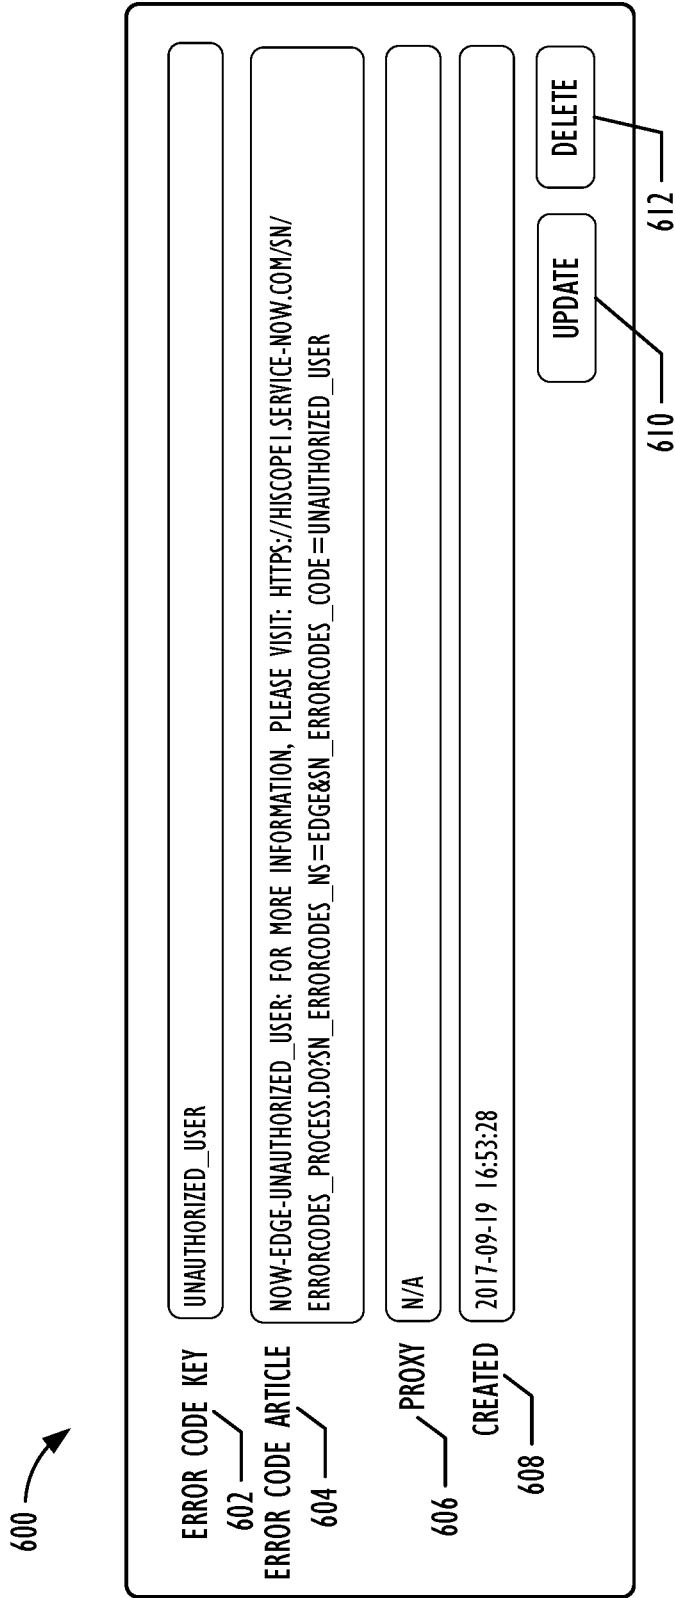 600
ERROR CODE KEY
602
UNAUTHORIZED_USER
ERROR CODE ARTICLE
604
NOW-EDGE-UNAUTHORIZED_USER: FOR MORE INFORMATION, PLEASE VISIT: HTTPS://HISCOPE1.SERVICE-NOW.COM/SN/
ERRORCODES_PROCESS.DO?SN_ERRORCODES_NS=EDGE&SN_ERRORCODES_CODE=UNAUTHORIZED_USER
PROXY
606
N/A
CREATED
608
2017-09-19 16:53:28
UPDATE
610
DELETE
612